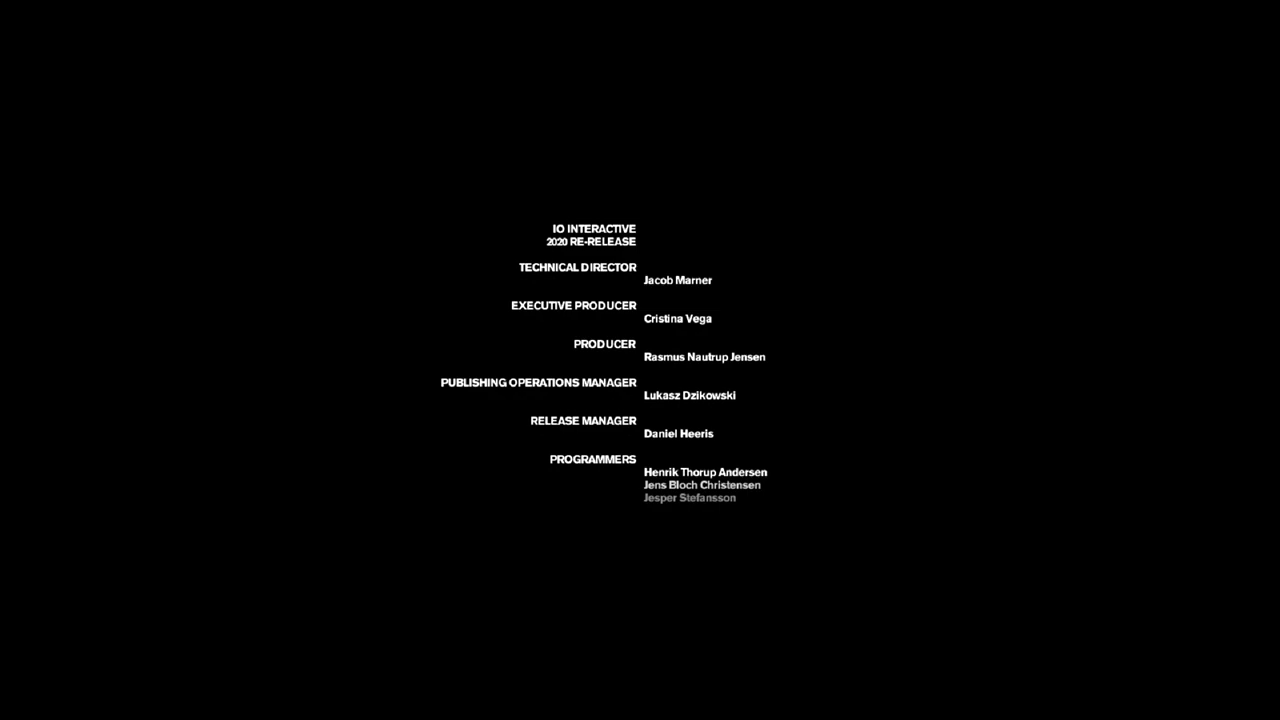 IO INTERACTIVE
2020 RE-RELEASE
TECHNICAL DIRECTOR
Jacob Marner
EXECUTIVE PRODUCER
Cristina Vega
PRODUCER
Rasmus Nautrup Jensen
PUBLISHING OPERATIONS MANAGER
Lukasz Dzikowski
RELEASE MANAGER
Daniel Heeris
PROGRAMMERS
Henrik Thorup Andersen
Jens Bloch Christensen
Jesper Stefansson